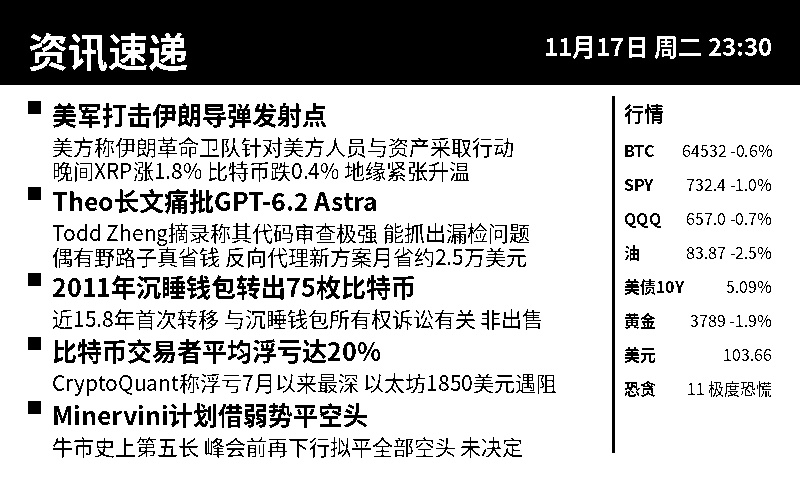 资讯速递
11月17日 周二 23:30
美军打击伊朗导弹发射点
美方称伊朗革命卫队针对美方人员与资产采取行动
晚间XRP涨1.8% 比特币跌0.4% 地缘紧张升温
Theo长文痛批GPT-6.2 Astra
Todd Zheng摘录称其代码审查极强 能抓出漏检问题
偶有野路子真省钱 反向代理新方案月省约2.5万美元
2011年沉睡钱包转出75枚比特币
近15.8年首次转移 与沉睡钱包所有权诉讼有关 非出售
比特币交易者平均浮亏达20%
CryptoQuant称浮亏7月以来最深 以太坊1850美元遇阻
Minervini计划借弱势平空头
牛市史上第五长 峰会前再下行拟平全部空头 未决定
行情
BTC 64532 -0.6%
SPY 732.4 -1.0%
QQQ 657.0 -0.7%
油 83.87 -2.5%
美债10Y 5.09%
黄金 3789 -1.9%
美元 103.66
恐贪 11 极度恐慌